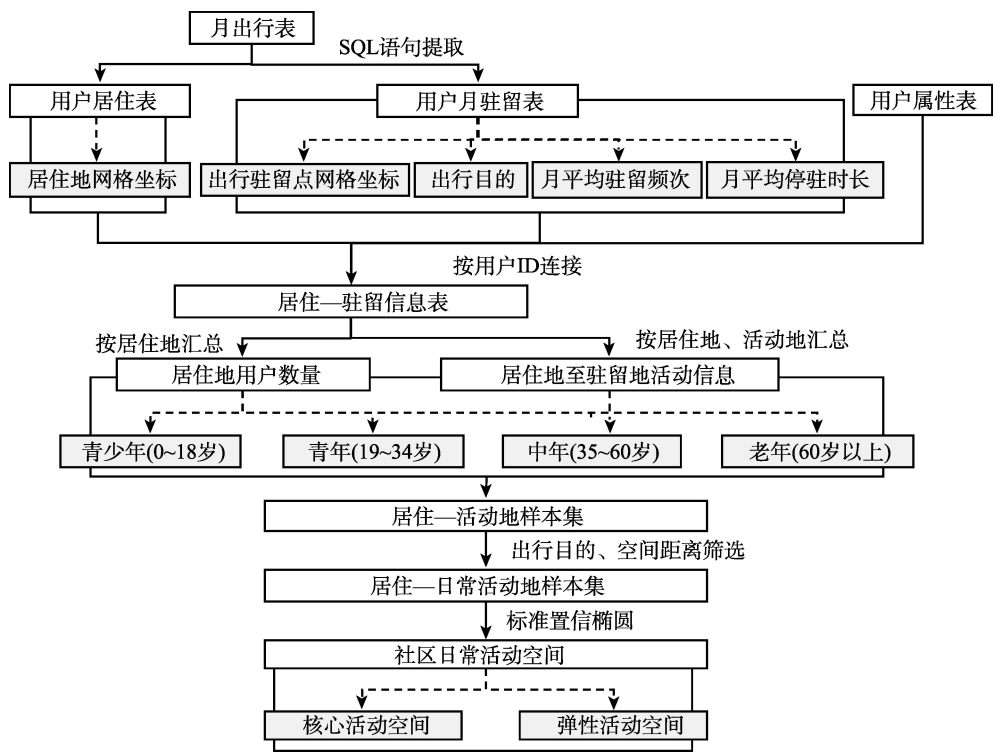 月出行表
SQL语句提取
用户居住表
用户月驻留表
用户属性表
居住地网格坐标
出行驻留点网格坐标
出行目的
月平均驻留频次
月平均停驻时长
按用户ID连接
居住—驻留信息表
按居住地汇总
按居住地、活动地汇总
居住地用户数量
居住地至驻留地活动信息
青少年(0~18岁)
青年(19~34岁)
中年(35~60岁)
老年(60岁以上)
居住—活动地样本集
出行目的、空间距离筛选
居住—日常活动地样本集
标准置信椭圆
社区日常活动空间
核心活动空间
弹性活动空间